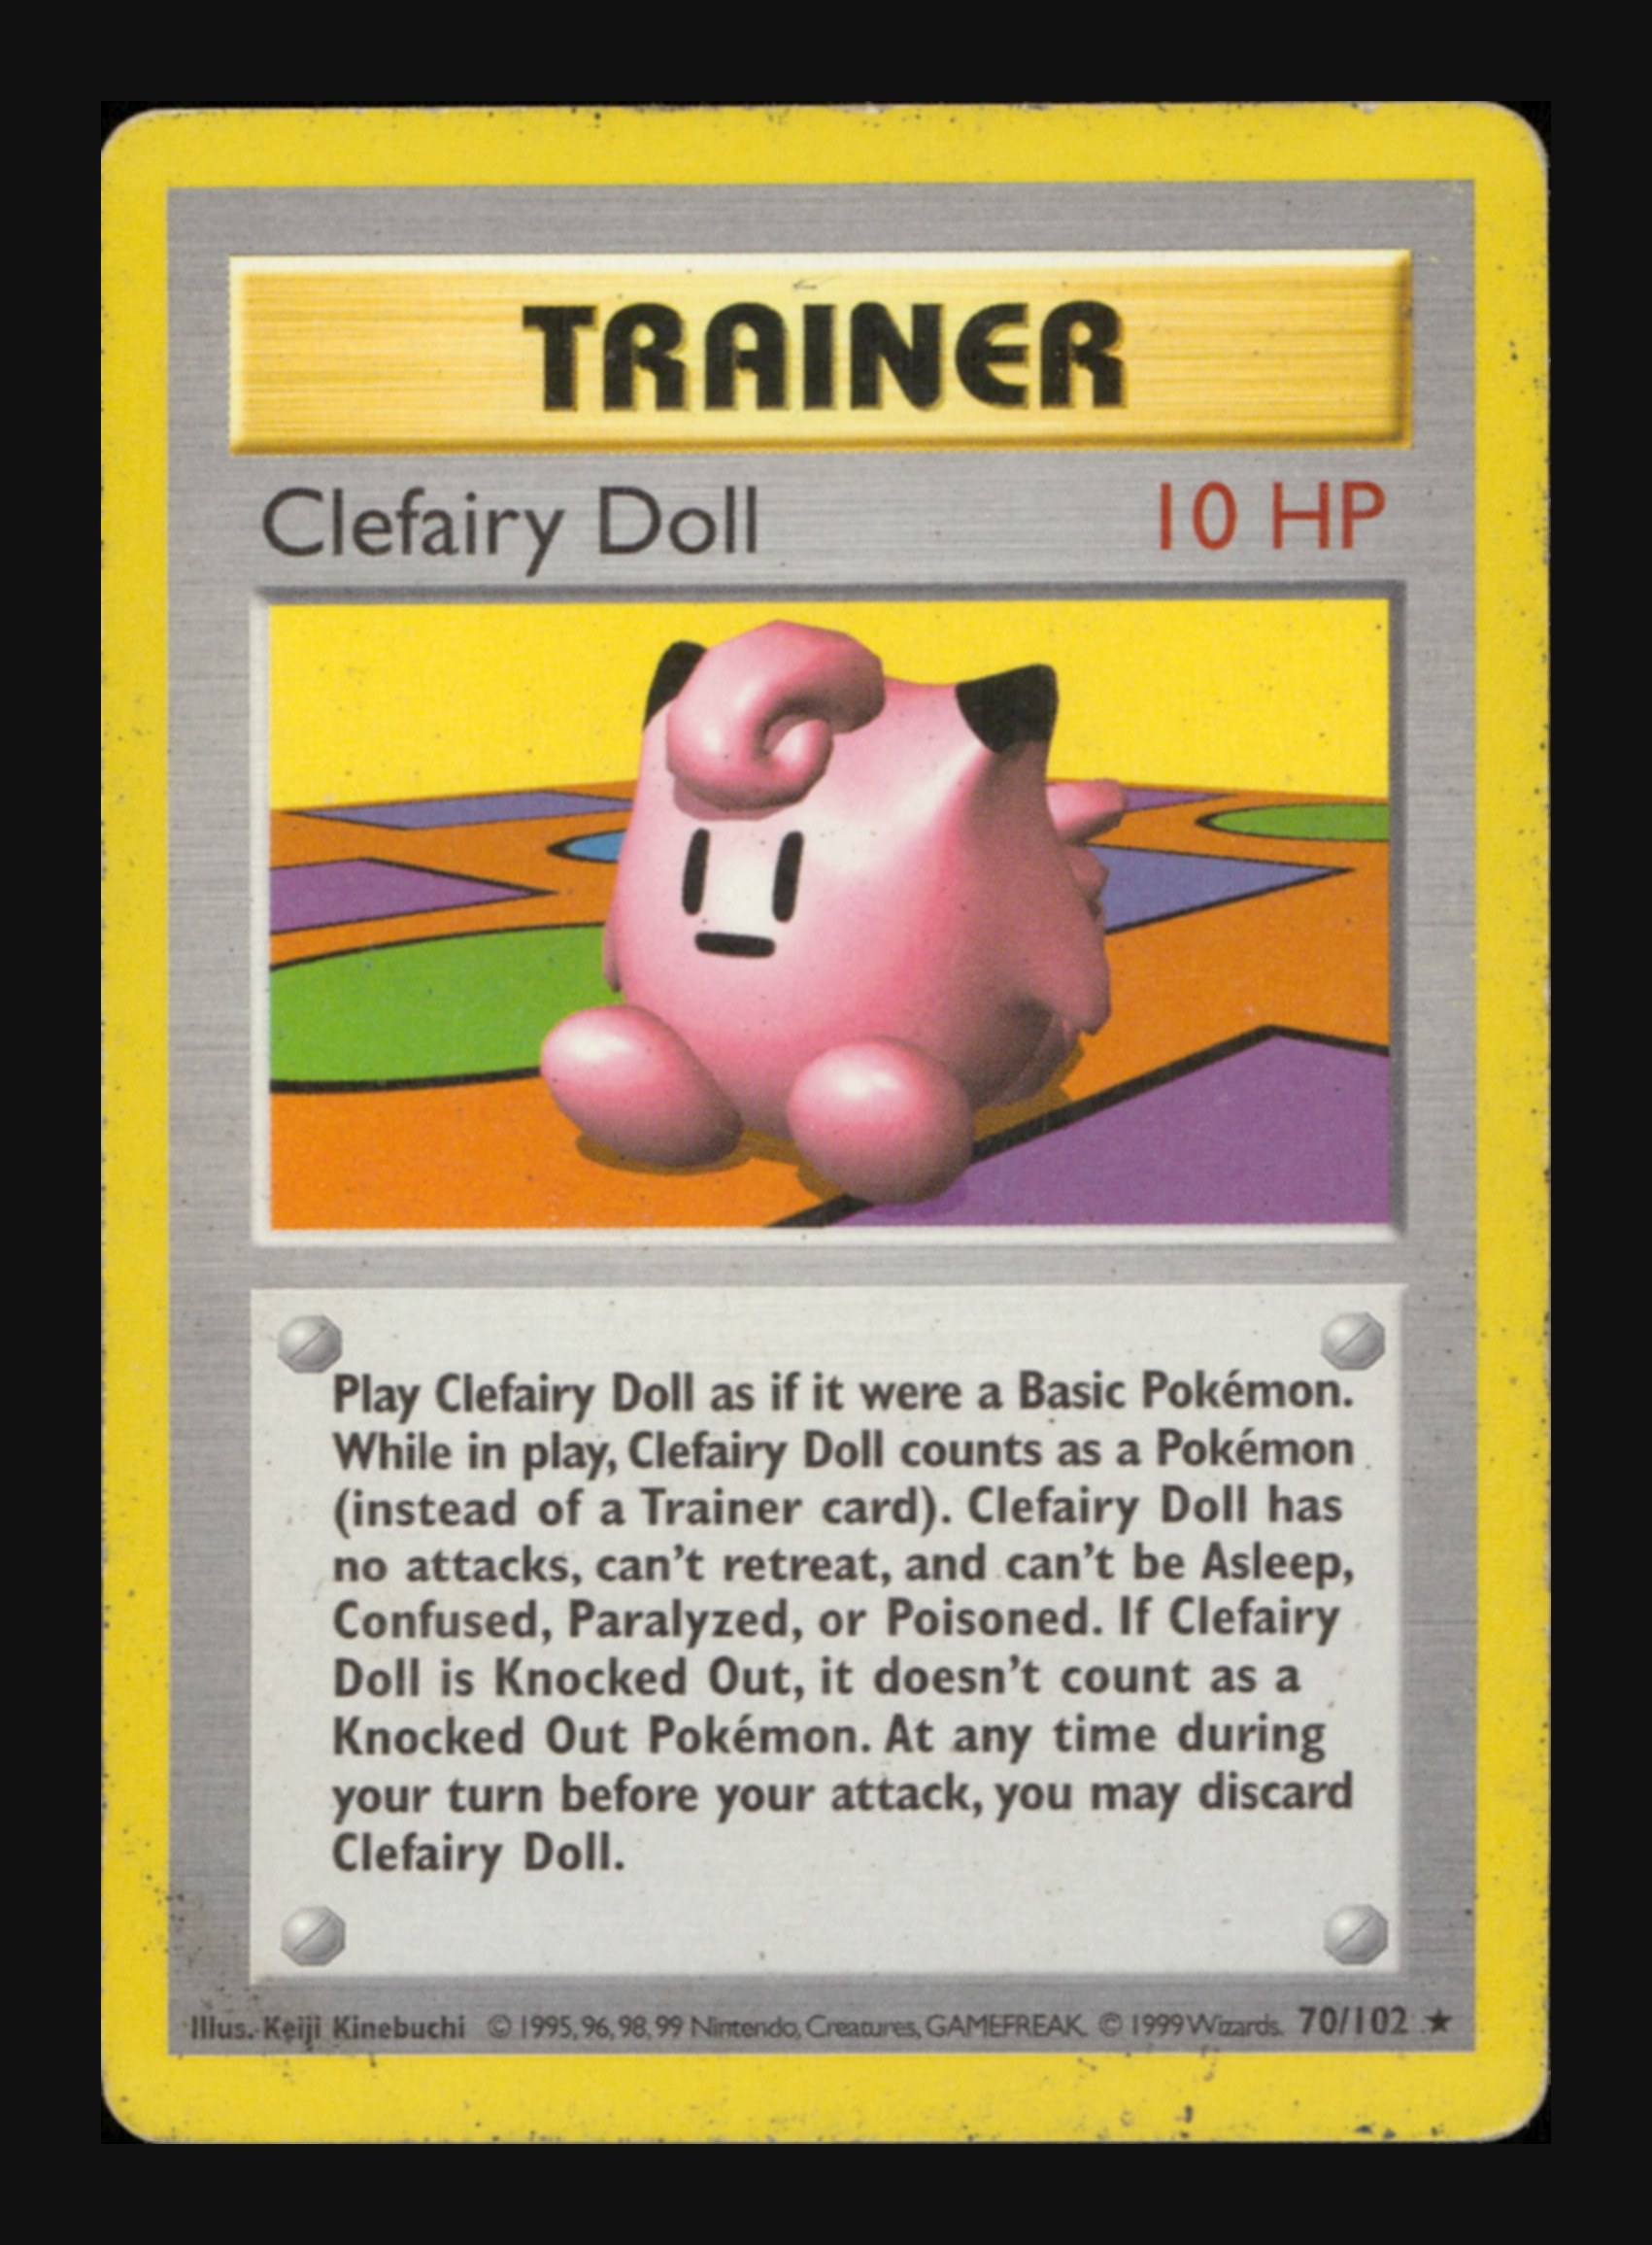 TRAINER
Clefairy Doll 10 HP
Play Clefairy Doll as if it were a Basic Pokémon.
While in play, Clefairy Doll counts as a Pokémon
(instead of a Trainer card). Clefairy Doll has
no attacks, can't retreat, and can't be Asleep,
Confused, Paralyzed, or Poisoned. If Clefairy
Doll is Knocked Out, it doesn't count as a
Knocked Out Pokémon. At any time during
your turn before your attack, you may discard
Clefairy Doll.
Illus. Keiji Kinebuchi © 1995, 96, 98, 99 Nintendo, Creatures, GAMEFREAK. © 1999 Wizards. 70/102 ★